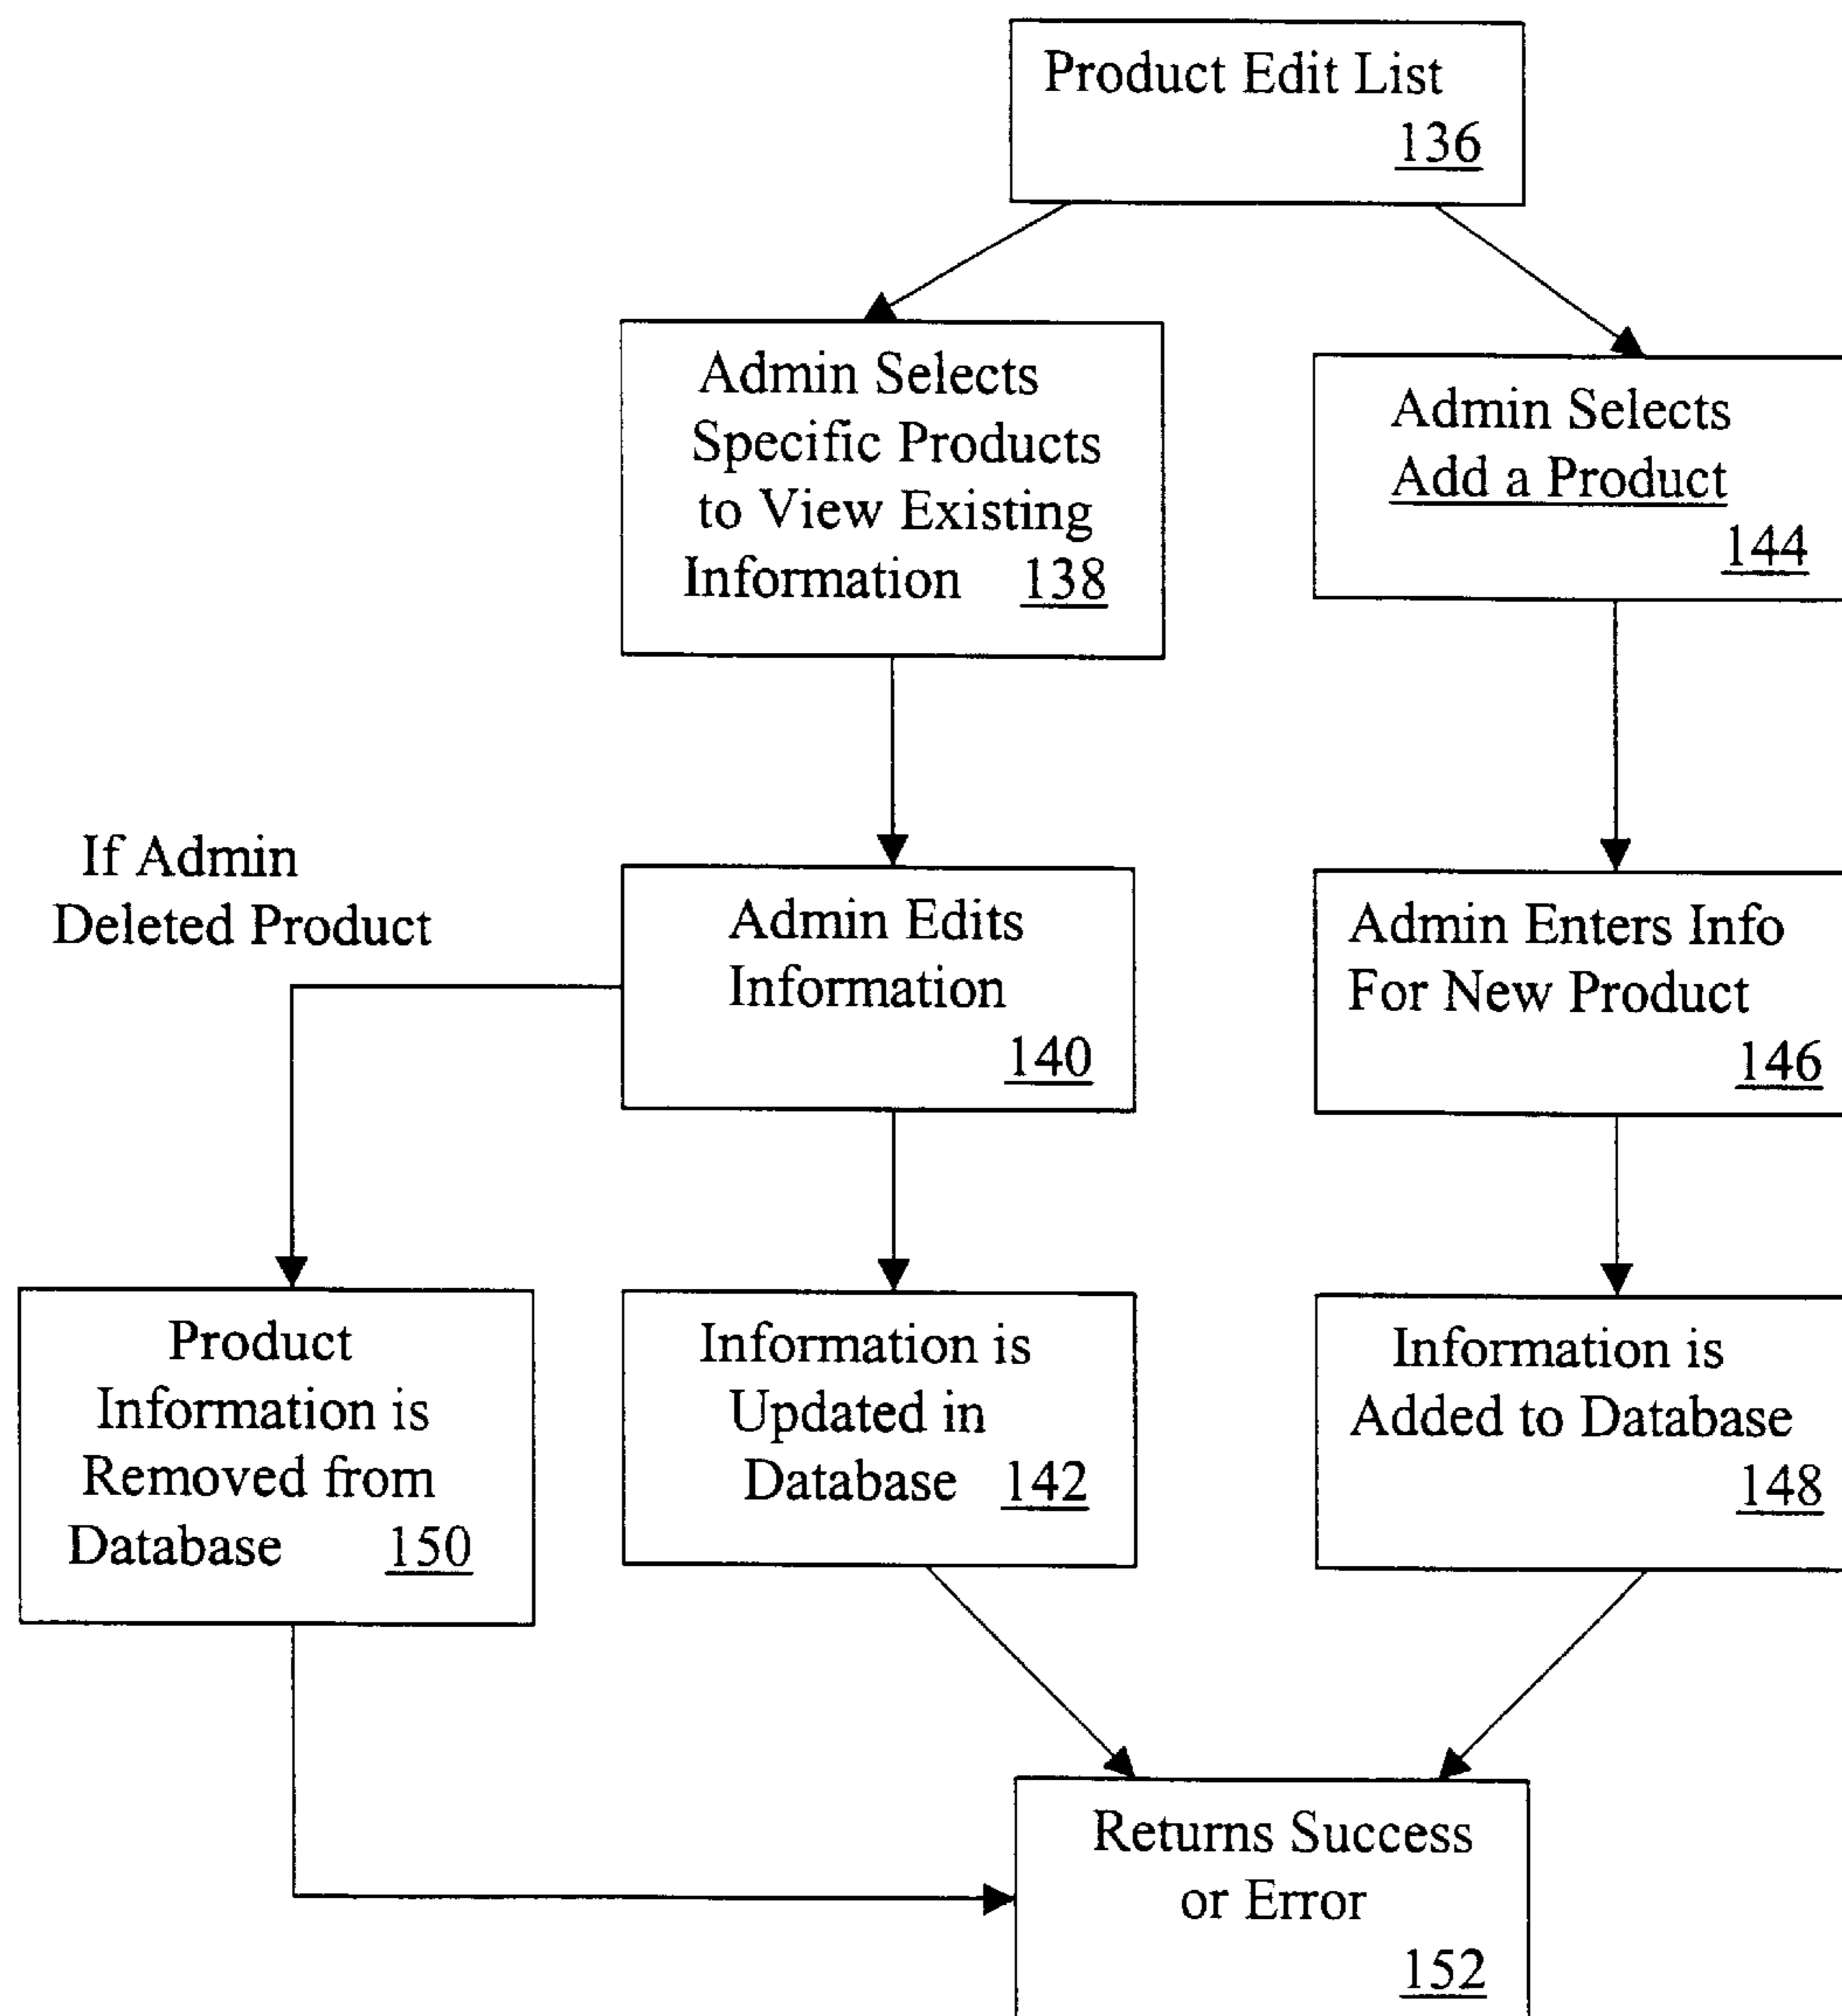 Product Edit List
136
Admin Selects
Specific Products
to View Existing
Information 138
Admin Selects
Add a Product
144
If Admin
Deleted Product
Admin Edits
Information
140
Admin Enters Info
For New Product
146
Product
Information is
Removed from
Database 150
Information is
Updated in
Database 142
Information is
Added to Database
148
Returns Success
or Error
152